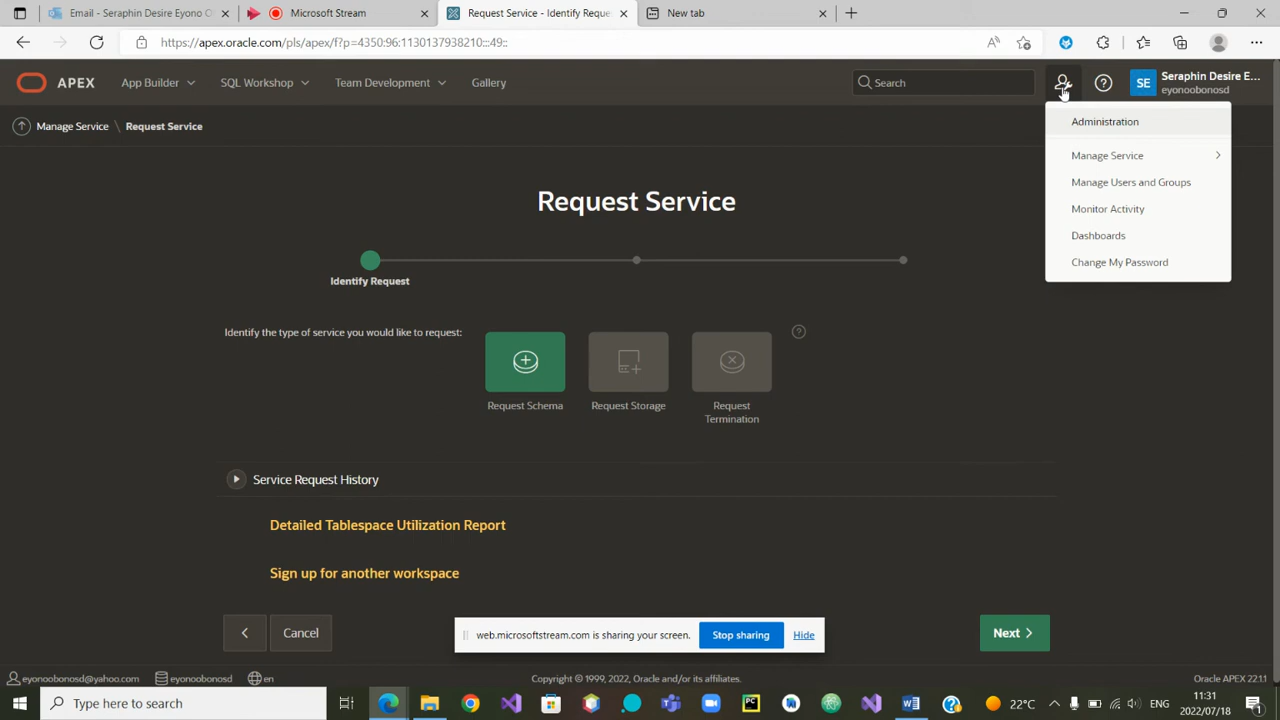 Email - Seraphin Desire Eyono O
Microsoft Stream
Request Service - Identify Reque
New tab
https://apex.oracle.com/pls/apex/f?p=4350:96:1130137938210:::49::
APEX
App Builder
SQL Workshop
Team Development
Gallery
Search
SE
Seraphin Desire E...
eyonoobonosd
Manage Service \ Request Service
Administration
Manage Service
Manage Users and Groups
Monitor Activity
Dashboards
Change My Password
Request Service
Identify Request
Identify the type of service you would like to request:
Request Schema
Request Storage
Request Termination
Service Request History
Detailed Tablespace Utilization Report
Sign up for another workspace
Cancel
web.microsoftstream.com is sharing your screen.
Stop sharing
Hide
Next
eyonoobonosd@yahoo.com
eyonoobonosd
en
Copyright © 1999, 2022, Oracle and/or its affiliates.
Oracle APEX 22.1.1
Type here to search
22°C
ENG
11:31
2022/07/18